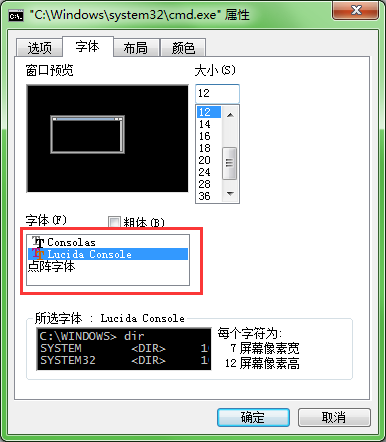 "C:\Windows\system32\cmd.exe" 属性
选项 字体 布局 颜色
窗口预览 大小(S)
12
12
14
16
18
20
24
28
36
字体(F) 粗体(B)
Consolas
Lucida Console
点阵字体
所选字体 : Lucida Console
C:\WINDOWS> dir
SYSTEM <DIR> 1
SYSTEM32 <DIR> 1
每个字符为:
7 屏幕像素宽
12 屏幕像素高
确定 取消